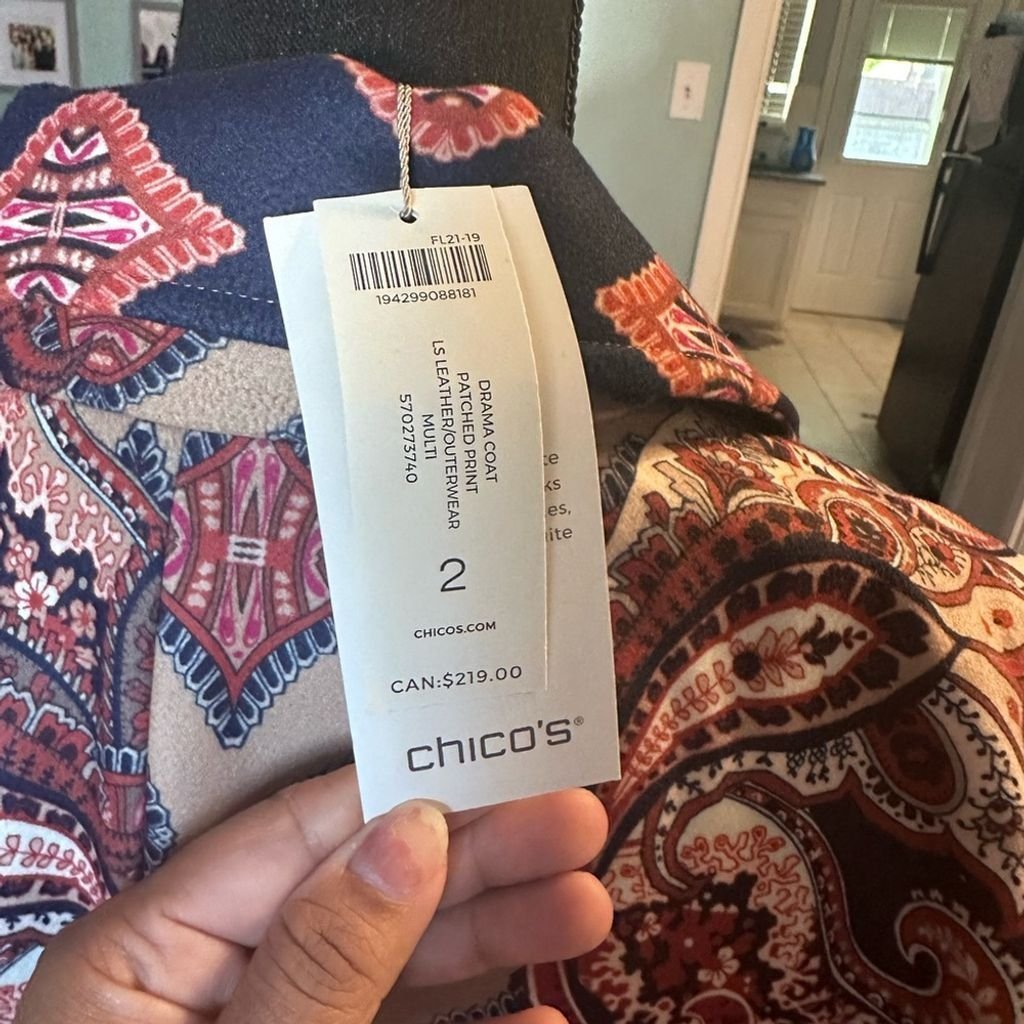 FL21-19
194299088181
DRAMA COAT
PATCHED PRINT
LS LEATHER/OUTERWEAR
MULTI
570273740
2
CHICOS.COM
CAN:$219.00
chico's®